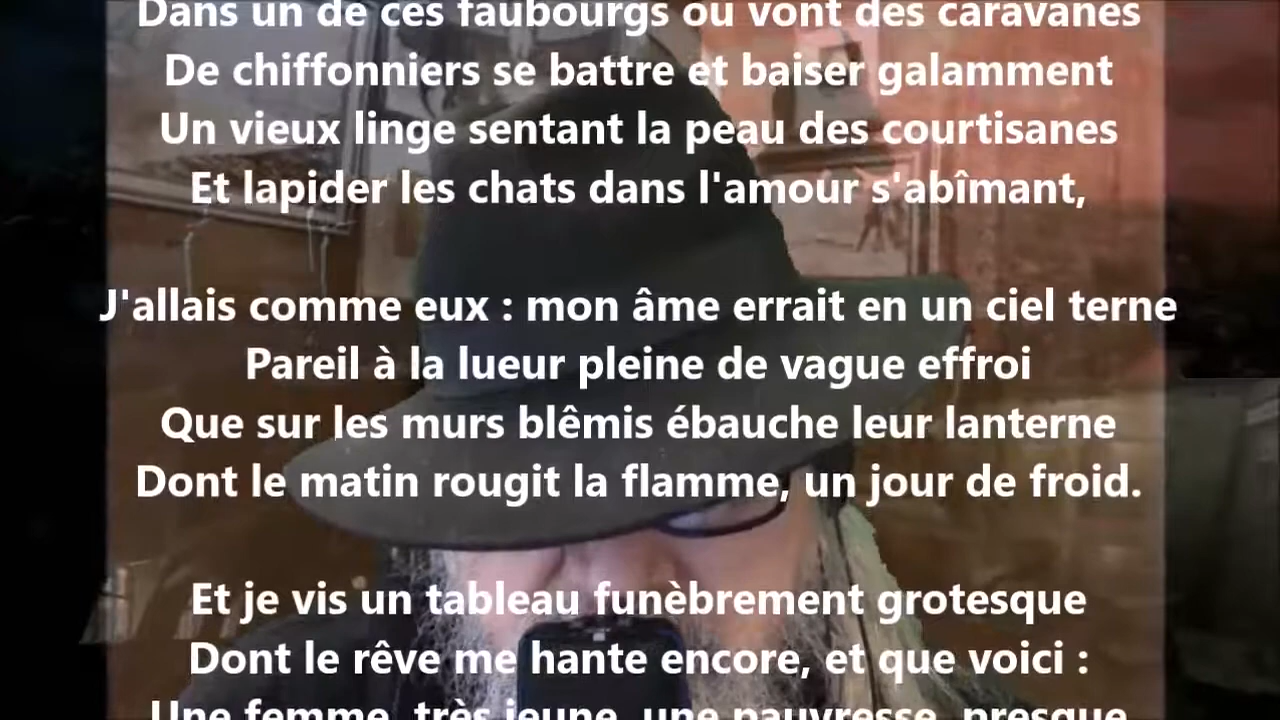 Dans un de ces faubourgs où vont des caravanes
De chiffonniers se battre et baiser galamment
Un vieux linge sentant la peau des courtisanes
Et lapider les chats dans l'amour s'abîmant,
J'allais comme eux : mon âme errait en un ciel terne
Pareil à la lueur pleine de vague effroi
Que sur les murs blêmis ébauche leur lanterne
Dont le matin rougit la flamme, un jour de froid.
Et je vis un tableau funèbrement grotesque
Dont le rêve me hante encore, et que voici :
Une femme, très jeune, une pauvresse, presque